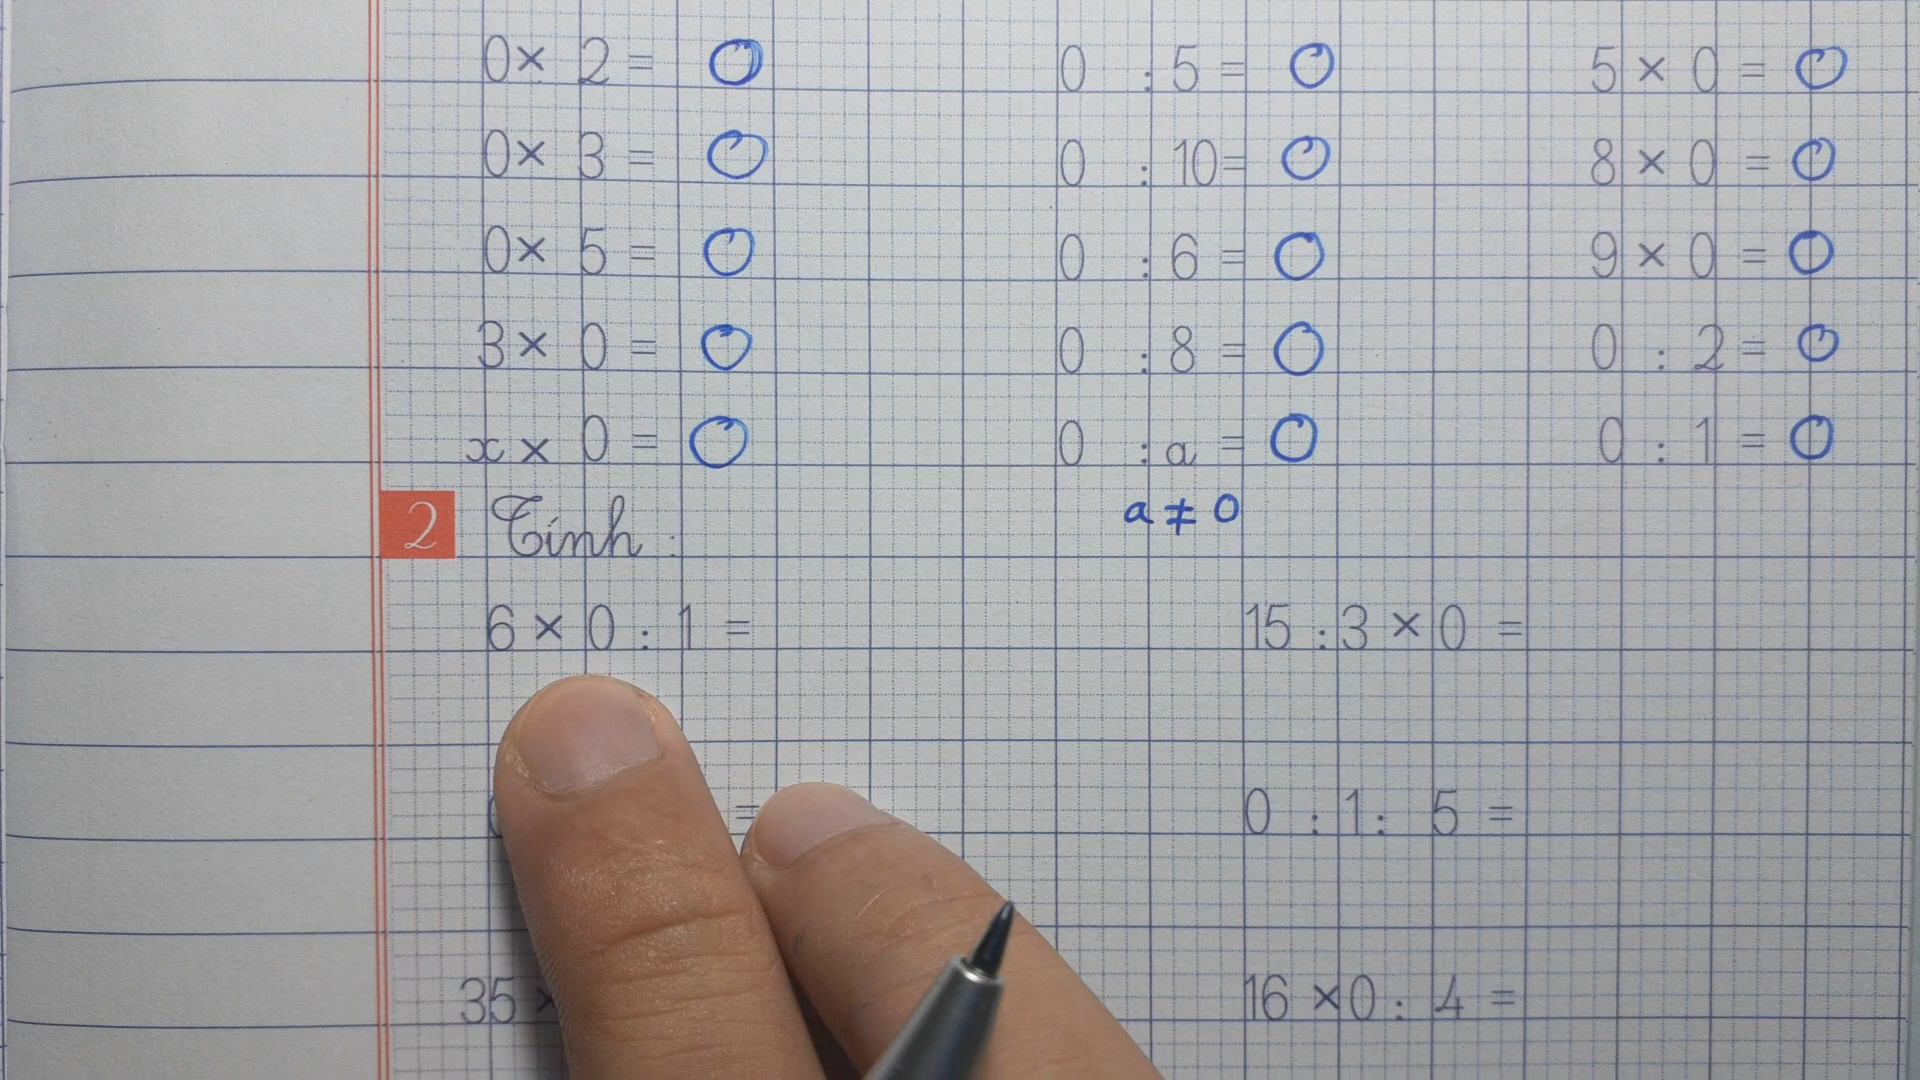 0 × 2 = 0 0 : 5 = 0 5 × 0 = 0
0 × 3 = 0 0 : 10 = 0 8 × 0 = 0
0 × 5 = 0 0 : 6 = 0 9 × 0 = 0
3 × 0 = 0 0 : 8 = 0 0 : 2 = 0
x × 0 = 0 0 : a = 0 0 : 1 = 0
a ≠ 0
2 Tính :
6 × 0 : 1 = 15 : 3 × 0 =
= 0 : 1 : 5 =
35 × 16 × 0 : 4 =